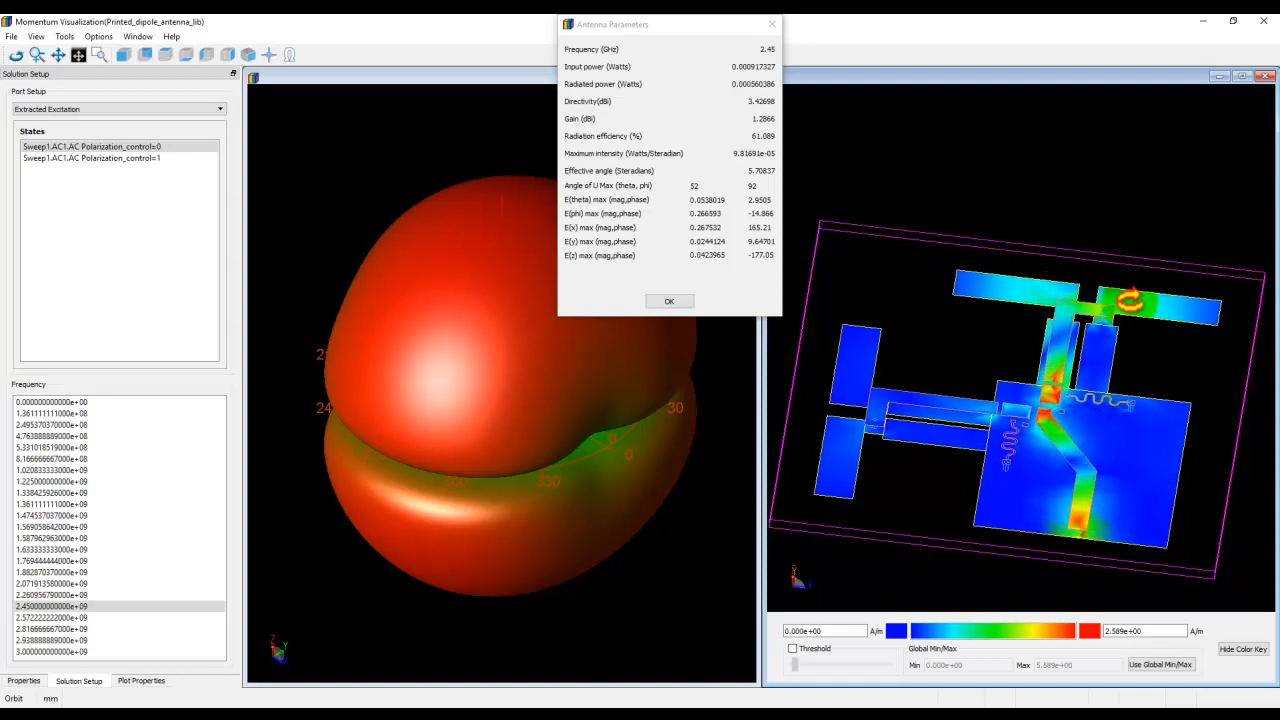 Momentum Visualization(Printed_dipole_antenna_lib)
File View Tools Options Window Help
Solution Setup
Port Setup
Extracted Excitation
States
Sweep1.AC1.AC Polarization_control=0
Sweep1.AC1.AC Polarization_control=1
Frequency
0.000000000000e+00
1.361111111000e+08
2.495370371000e+08
4.763888889000e+08
5.331018519000e+08
8.166666667000e+08
1.020833333000e+09
1.225000000000e+09
1.338425926000e+09
1.361111111000e+09
1.474537037000e+09
1.569058642000e+09
1.587962963000e+09
1.633333333000e+09
1.769444444000e+09
1.882870370000e+09
2.071913580000e+09
2.260956790000e+09
2.450000000000e+09
2.572222222000e+09
2.816666667000e+09
2.938888889000e+09
3.000000000000e+09
Properties Solution Setup Plot Properties
Orbit mm
Antenna Parameters
Frequency (GHz) 2.45
Input power (Watts) 0.000917327
Radiated power (Watts) 0.000560386
Directivity(dBi) 3.42698
Gain (dBi) 1.2866
Radiation efficiency (%) 61.089
Maximum intensity (Watts/Steradian) 9.81691e-05
Effective angle (Steradians) 5.70837
Angle of U Max (theta, phi) 52 92
E(theta) max (mag,phase) 0.0538019 2.9505
E(phi) max (mag,phase) 0.266593 -14.866
E(x) max (mag,phase) 0.267532 165.21
E(y) max (mag,phase) 0.0244124 9.64701
E(z) max (mag,phase) 0.0423965 -177.05
OK
24
30
0
0
300
330
Z
Y
Y
0.000e+00 A/m 2.589e+00 A/m
Threshold Global Min/Max
Min 0.000e+00 Max 5.589e+00 Use Global Min/Max
Hide Color Key